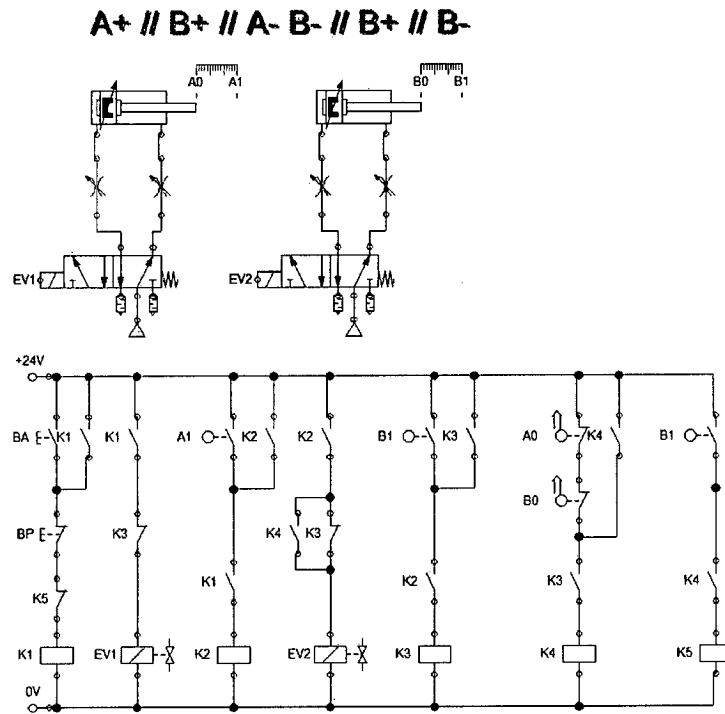 A+ // B+ // A- B- // B+ // B-
A0 A1 B0 B1
EV1 EV2
+24V
BA K1 K1 A1 K2 K2 B1 K3 A0 K4 B1
B0
BP K3 K4 K3
K5 K1 K2 K3 K4
K1 EV1 K2 EV2 K3 K4 K5
0V